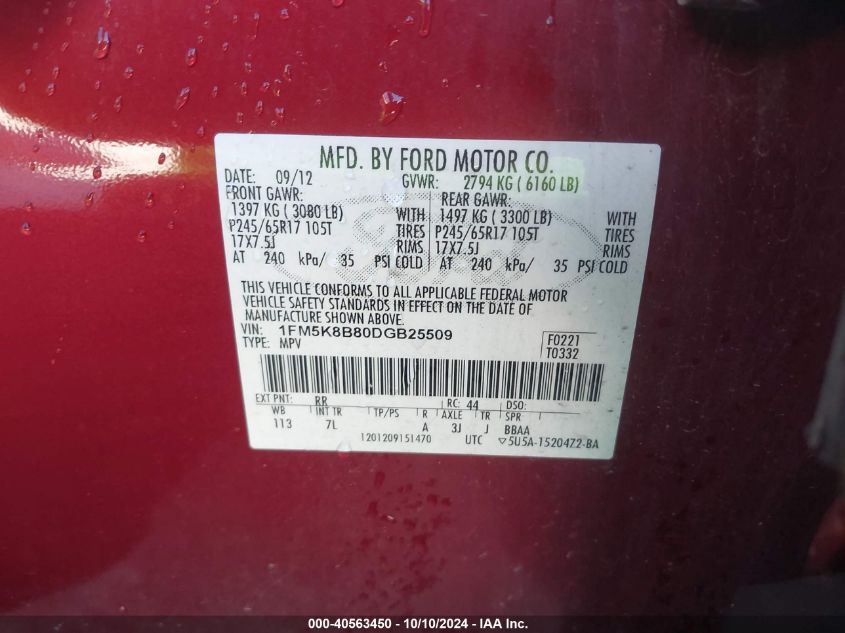 MFD. BY FORD MOTOR CO.
DATE: 09/12 GVWR: 2794 KG ( 6160 LB)
FRONT GAWR: REAR GAWR:
1397 KG ( 3080 LB) WITH 1497 KG ( 3300 LB) WITH
P245/65R17 105T TIRES P245/65R17 105T TIRES
17X7.5J RIMS 17X7.5J RIMS
AT 240 kPa/ 35 PSI COLD AT 240 kPa/ 35 PSI COLD
THIS VEHICLE CONFORMS TO ALL APPLICABLE FEDERAL MOTOR
VEHICLE SAFETY STANDARDS IN EFFECT ON THE DATE OF
MANUFACTURE SHOWN ABOVE.
VIN: 1FM5K8B80DGB25509 F0221
TYPE: MPV T0332
EXT PNT: RR RC: 44 DSO:
WB INT TR TP/PS R AXLE TR SPR
113 7L A 3J J BBAA
1201209151470 UTC ▽5U5A-1520472-BA
000-40563450 - 10/10/2024 - IAA Inc.